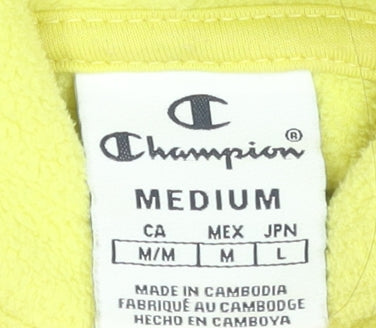 Champion®
MEDIUM
CA MEX JPN
M/M M L
MADE IN CAMBODIA
FABRIQUÉ AU CAMBODGE
HECHO EN CAMBOYA